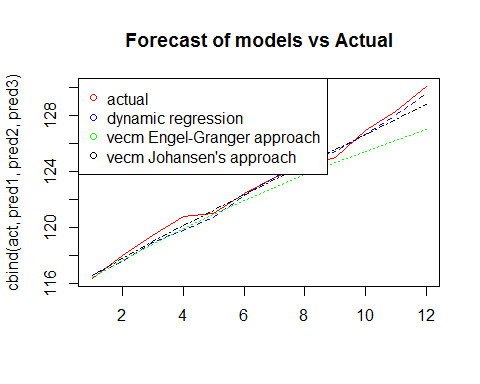 Forecast of models vs Actual
cbind(act, pred1, pred2, pred3)
128
124
120
116
actual
dynamic regression
vecm Engel-Granger approach
vecm Johansen's approach
2
4
6
8
10
12